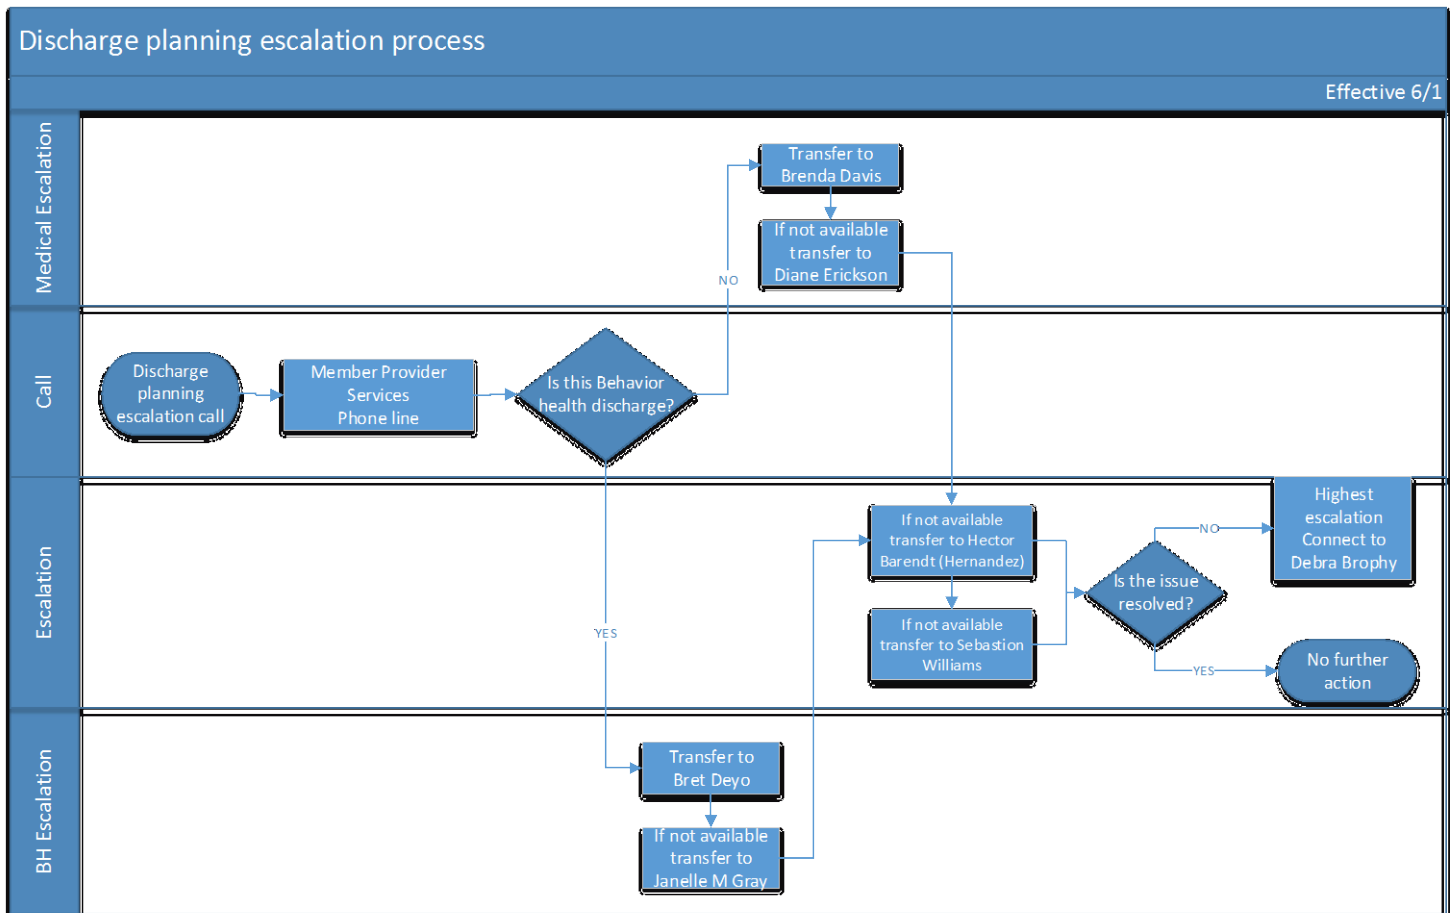 Discharge planning escalation process
Effective 6/1
Medical Escalation
Transfer to
Brenda Davis
If not available
transfer to
Diane Erickson
NO
Call
Discharge
planning
escalation call
Member Provider
Services
Phone line
Is this Behavior
health discharge?
Escalation
YES
If not available
transfer to Hector
Barendt (Hernandez)
If not available
transfer to Sebastion
Williams
Is the issue
resolved?
NO
Highest
escalation
Connect to
Debra Brophy
YES
No further
action
BH Escalation
Transfer to
Bret Deyo
If not available
transfer to
Janelle M Gray